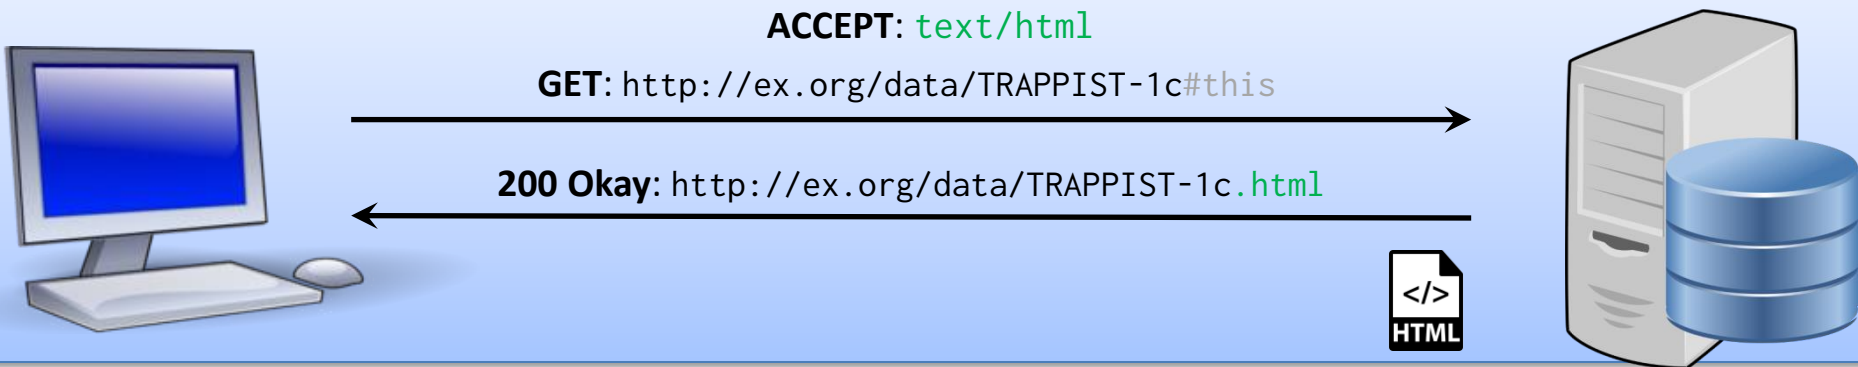 ACCEPT: text/html
GET: http://ex.org/data/TRAPPIST-1c#this
200 Okay: http://ex.org/data/TRAPPIST-1c.html
</>
HTML